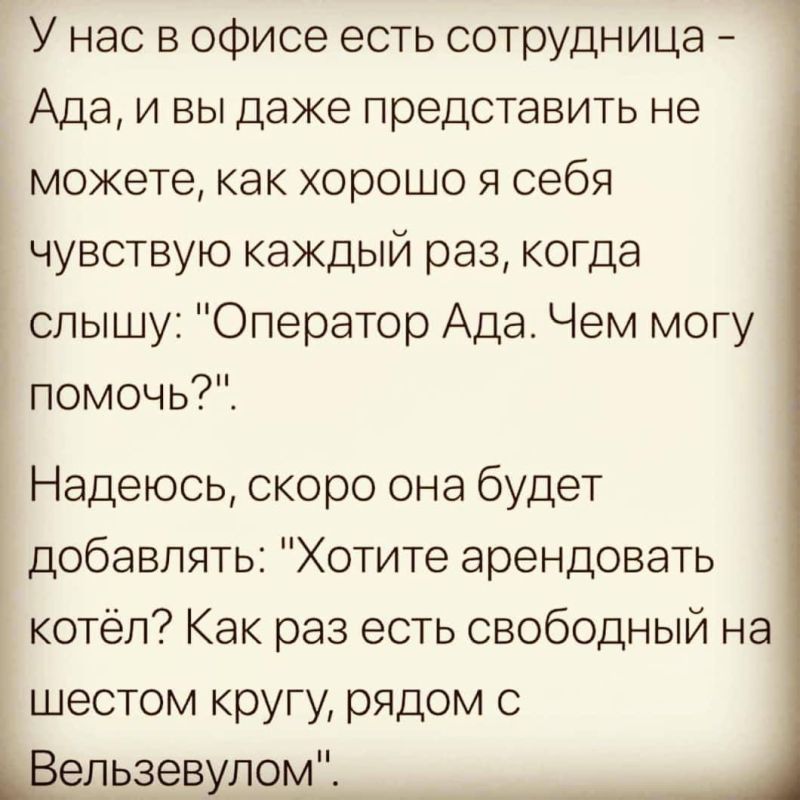 У нас в офисе есть сотрудница -
Ада, и вы даже представить не
можете, как хорошо я себя
чувствую каждый раз, когда
слышу: "Оператор Ада. Чем могу
помочь?".
Надеюсь, скоро она будет
добавлять: "Хотите арендовать
котёл? Как раз есть свободный на
шестом кругу, рядом с
Вельзевулом".